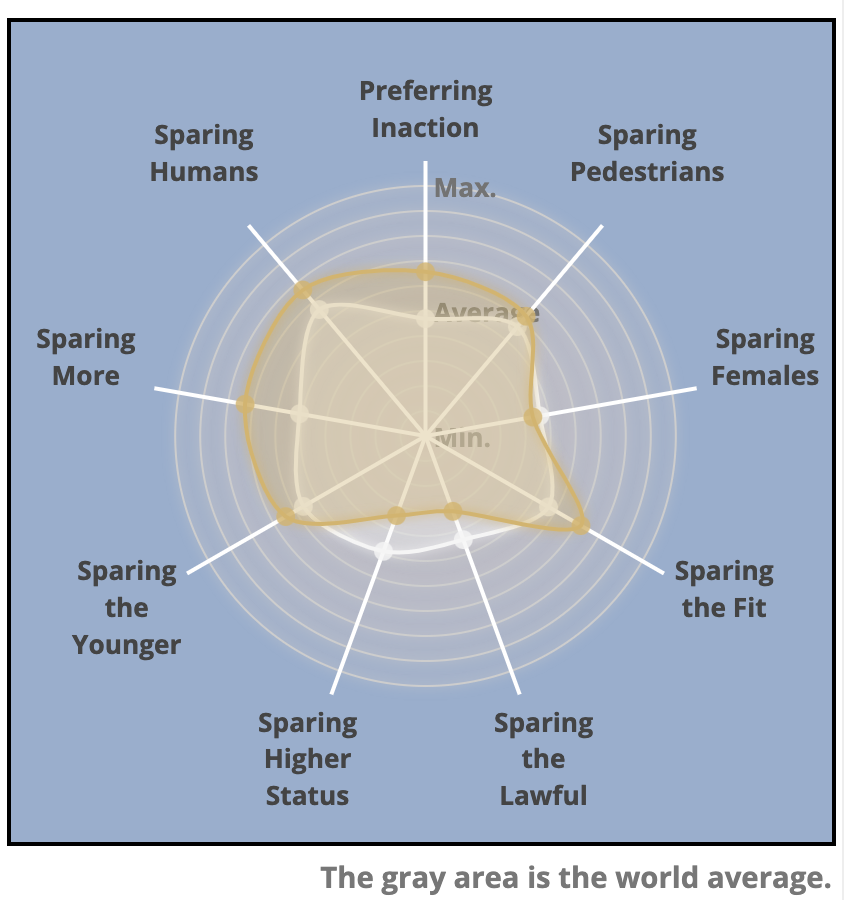 Preferring
Inaction
Sparing
Pedestrians
Sparing
Females
Sparing
the Fit
Sparing
the
Lawful
Sparing
Higher
Status
Sparing
the
Younger
Sparing
More
Sparing
Humans
Max.
Average
Min.
The gray area is the world average.